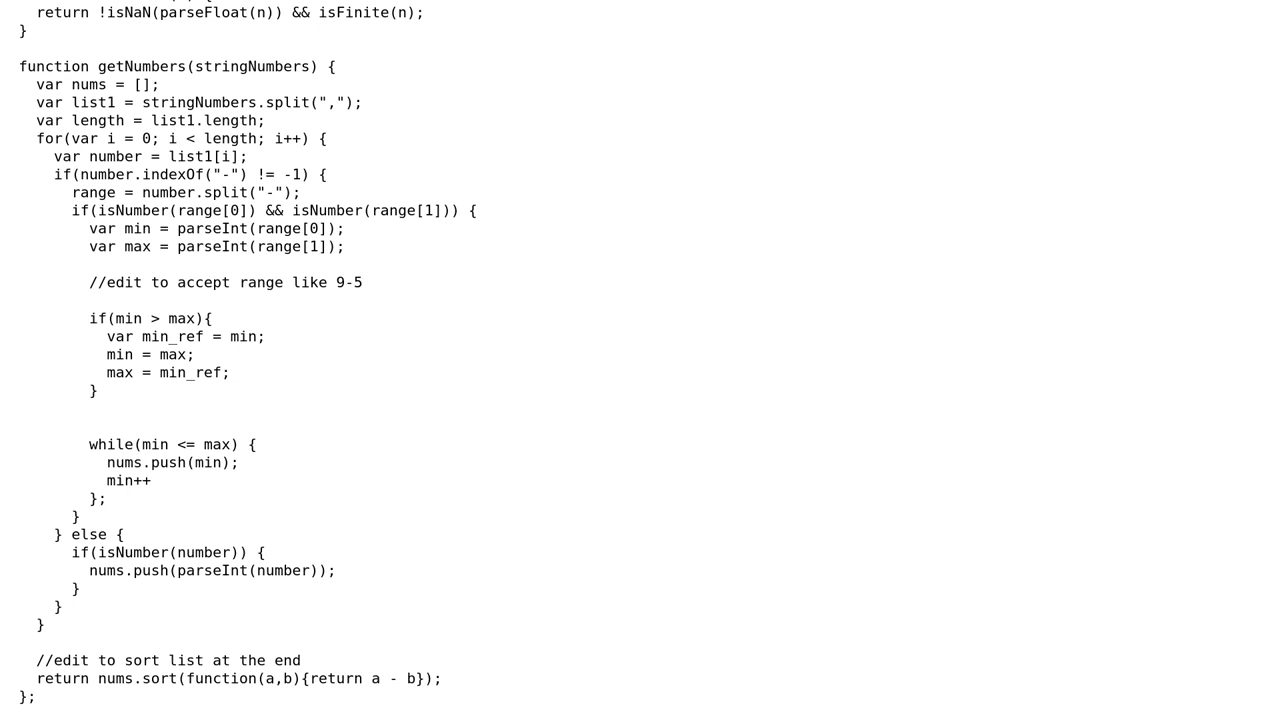 return !isNaN(parseFloat(n)) && isFinite(n);
}
function getNumbers(stringNumbers) {
  var nums = [];
  var list1 = stringNumbers.split(",");
  var length = list1.length;
  for(var i = 0; i < length; i++) {
    var number = list1[i];
    if(number.indexOf("-") != -1) {
      range = number.split("-");
      if(isNumber(range[0]) && isNumber(range[1])) {
        var min = parseInt(range[0]);
        var max = parseInt(range[1]);
        //edit to accept range like 9-5
        if(min > max){
          var min_ref = min;
          min = max;
          max = min_ref;
        }
        while(min <= max) {
          nums.push(min);
          min++
        };
      }
    } else {
      if(isNumber(number)) {
        nums.push(parseInt(number));
      }
    }
  }
  //edit to sort list at the end
  return nums.sort(function(a,b){return a - b});
};